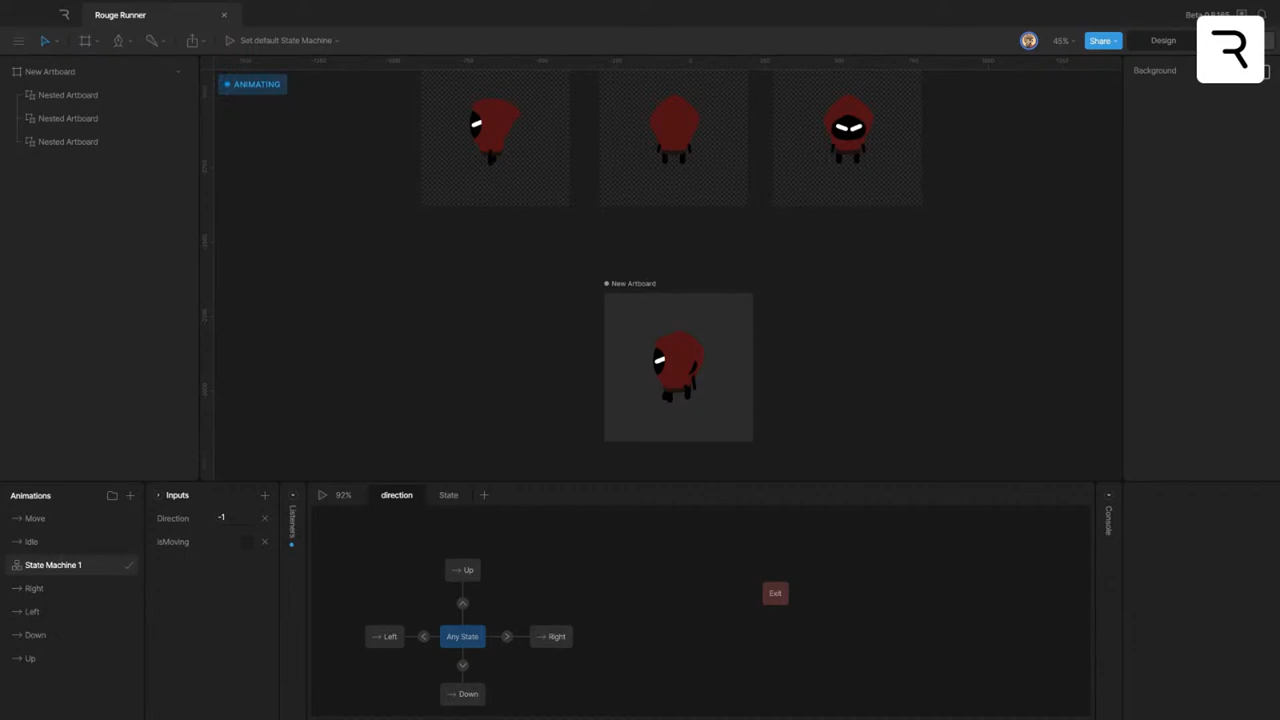 Rouge Runner
Set default State Machine
45%
Share
Design
New Artboard
Nested Artboard
Nested Artboard
Nested Artboard
ANIMATING
Background
New Artboard
Animations
Move
Idle
State Machine 1
Right
Left
Down
Up
Inputs
Direction -1
isMoving
Listeners
92%
direction
State
Up
Left
Any State
Right
Down
Exit
Console